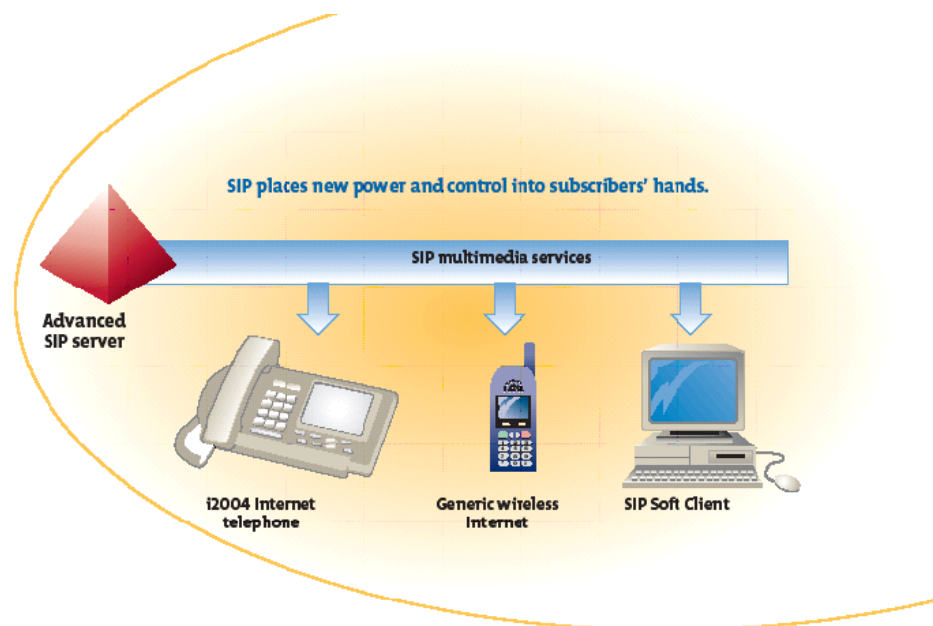 SIP places new power and control into subscribers' hands.
SIP multimedia services
Advanced
SIP server
i2004 Internet
telephone
Generic wireless
Internet
SIP Soft Client